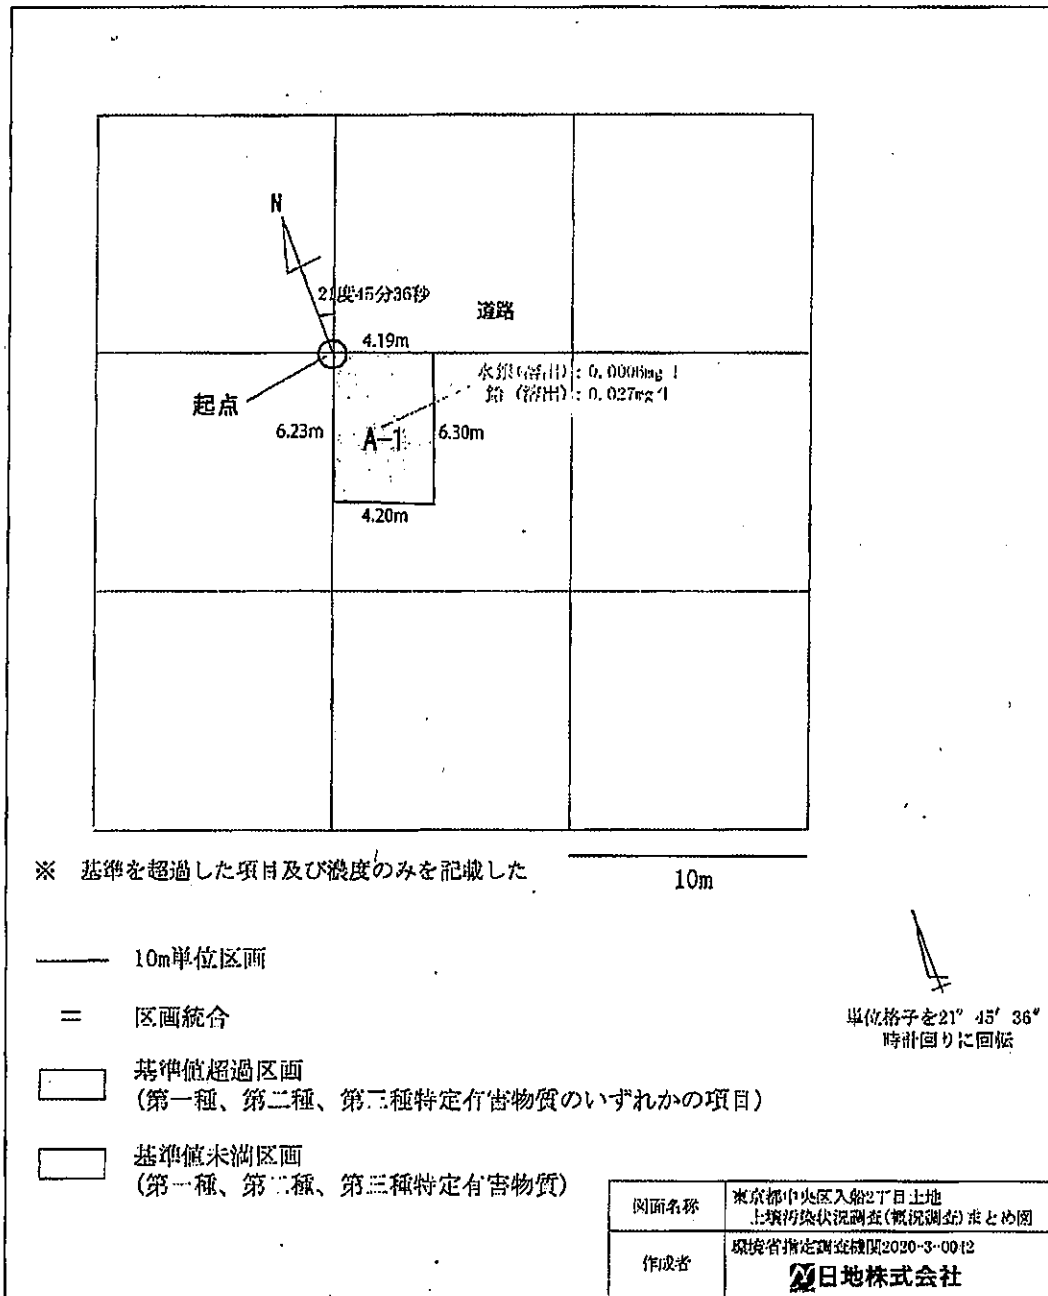 N
21度45分36秒
道路
4.19m
水銀(溶出): 0.0006mg/l
鉛 (溶出): 0.027mg/l
起点
6.23m
A-1
6.30m
4.20m
※ 基準を超過した項目及び濃度のみを記載した
10m
10m単位区画
区画統合
単位格子を21° 45′ 36″
時計回りに回転
基準値超過区画
(第一種、第二種、第三種特定有害物質のいずれかの項目)
基準値未満区画
(第一種、第二種、第三種特定有害物質)
図面名称
東京都中央区入船2丁目土地
土壌汚染状況調査(概況調査)まとめ図
作成者
環境省指定調査機関2020-3-0042
日地株式会社